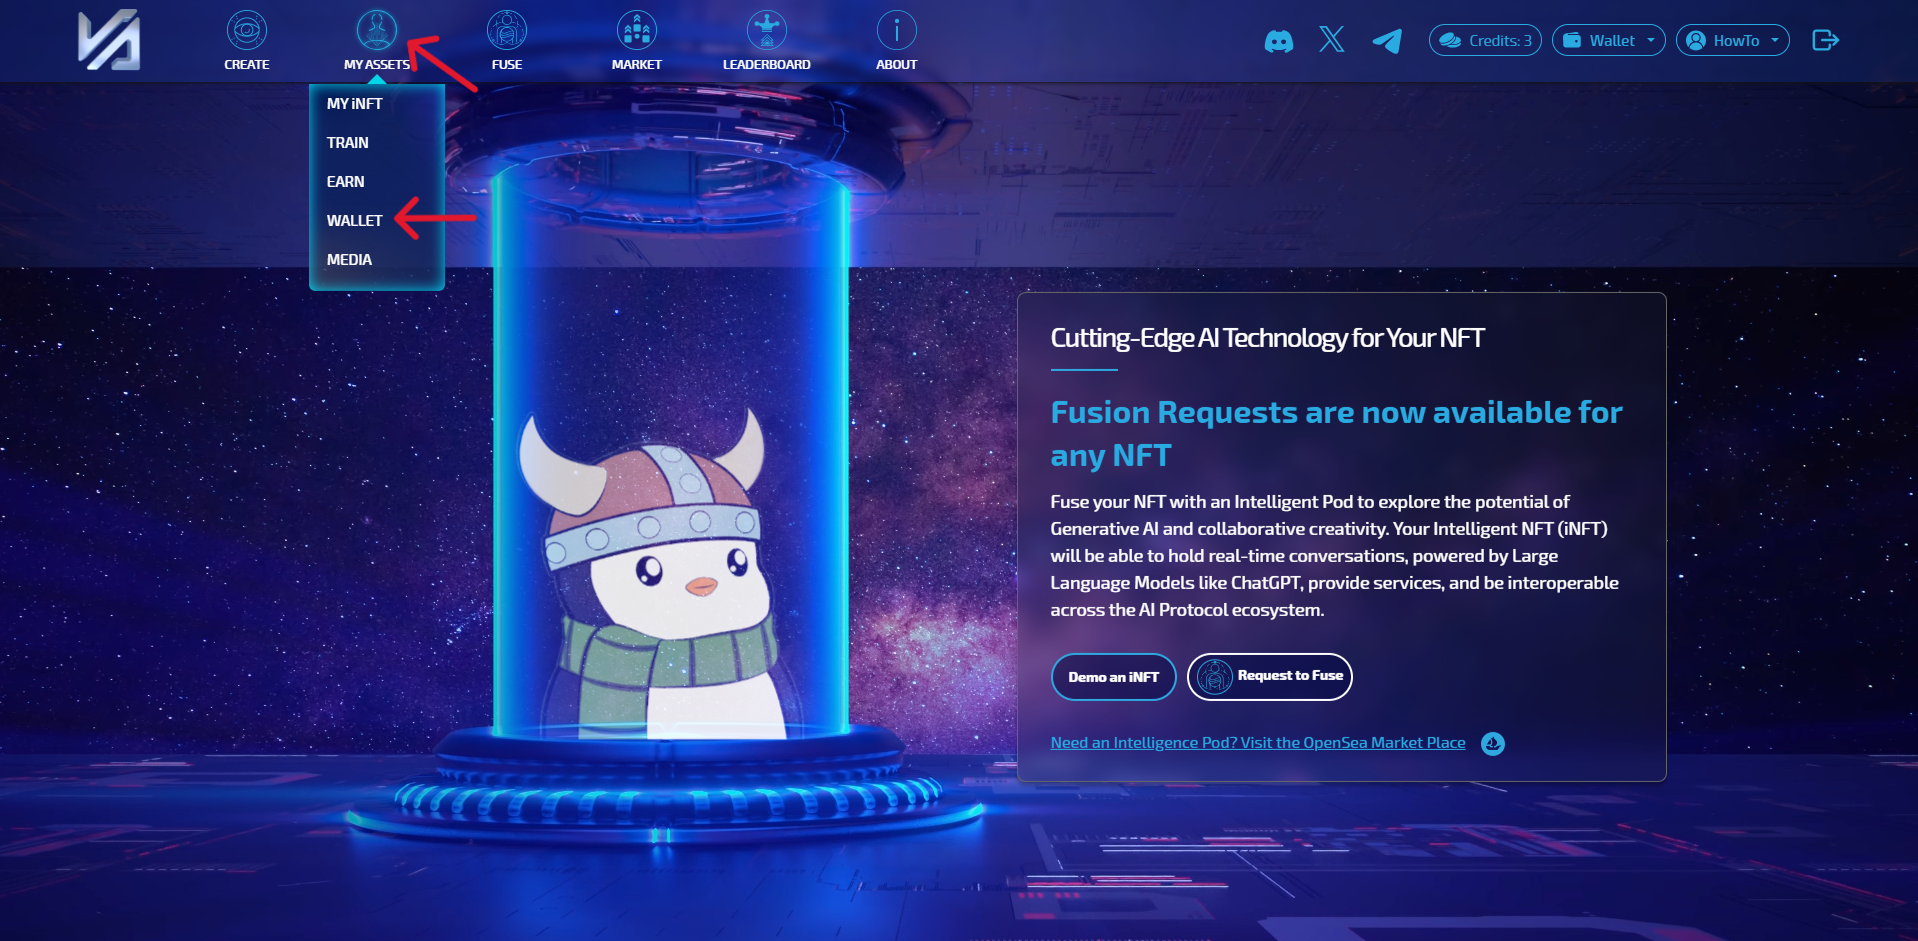 CREATE
MY ASSETS
FUSE
MARKET
LEADERBOARD
ABOUT
Credits: 3
Wallet
HowTo
MY iNFT
TRAIN
EARN
WALLET
MEDIA
Cutting-Edge AI Technology for Your NFT
Fusion Requests are now available for
any NFT
Fuse your NFT with an Intelligent Pod to explore the potential of
Generative AI and collaborative creativity. Your Intelligent NFT (iNFT)
will be able to hold real-time conversations, powered by Large
Language Models like ChatGPT, provide services, and be interoperable
across the AI Protocol ecosystem.
Demo an iNFT
Request to Fuse
Need an Intelligence Pod? Visit the OpenSea Market Place